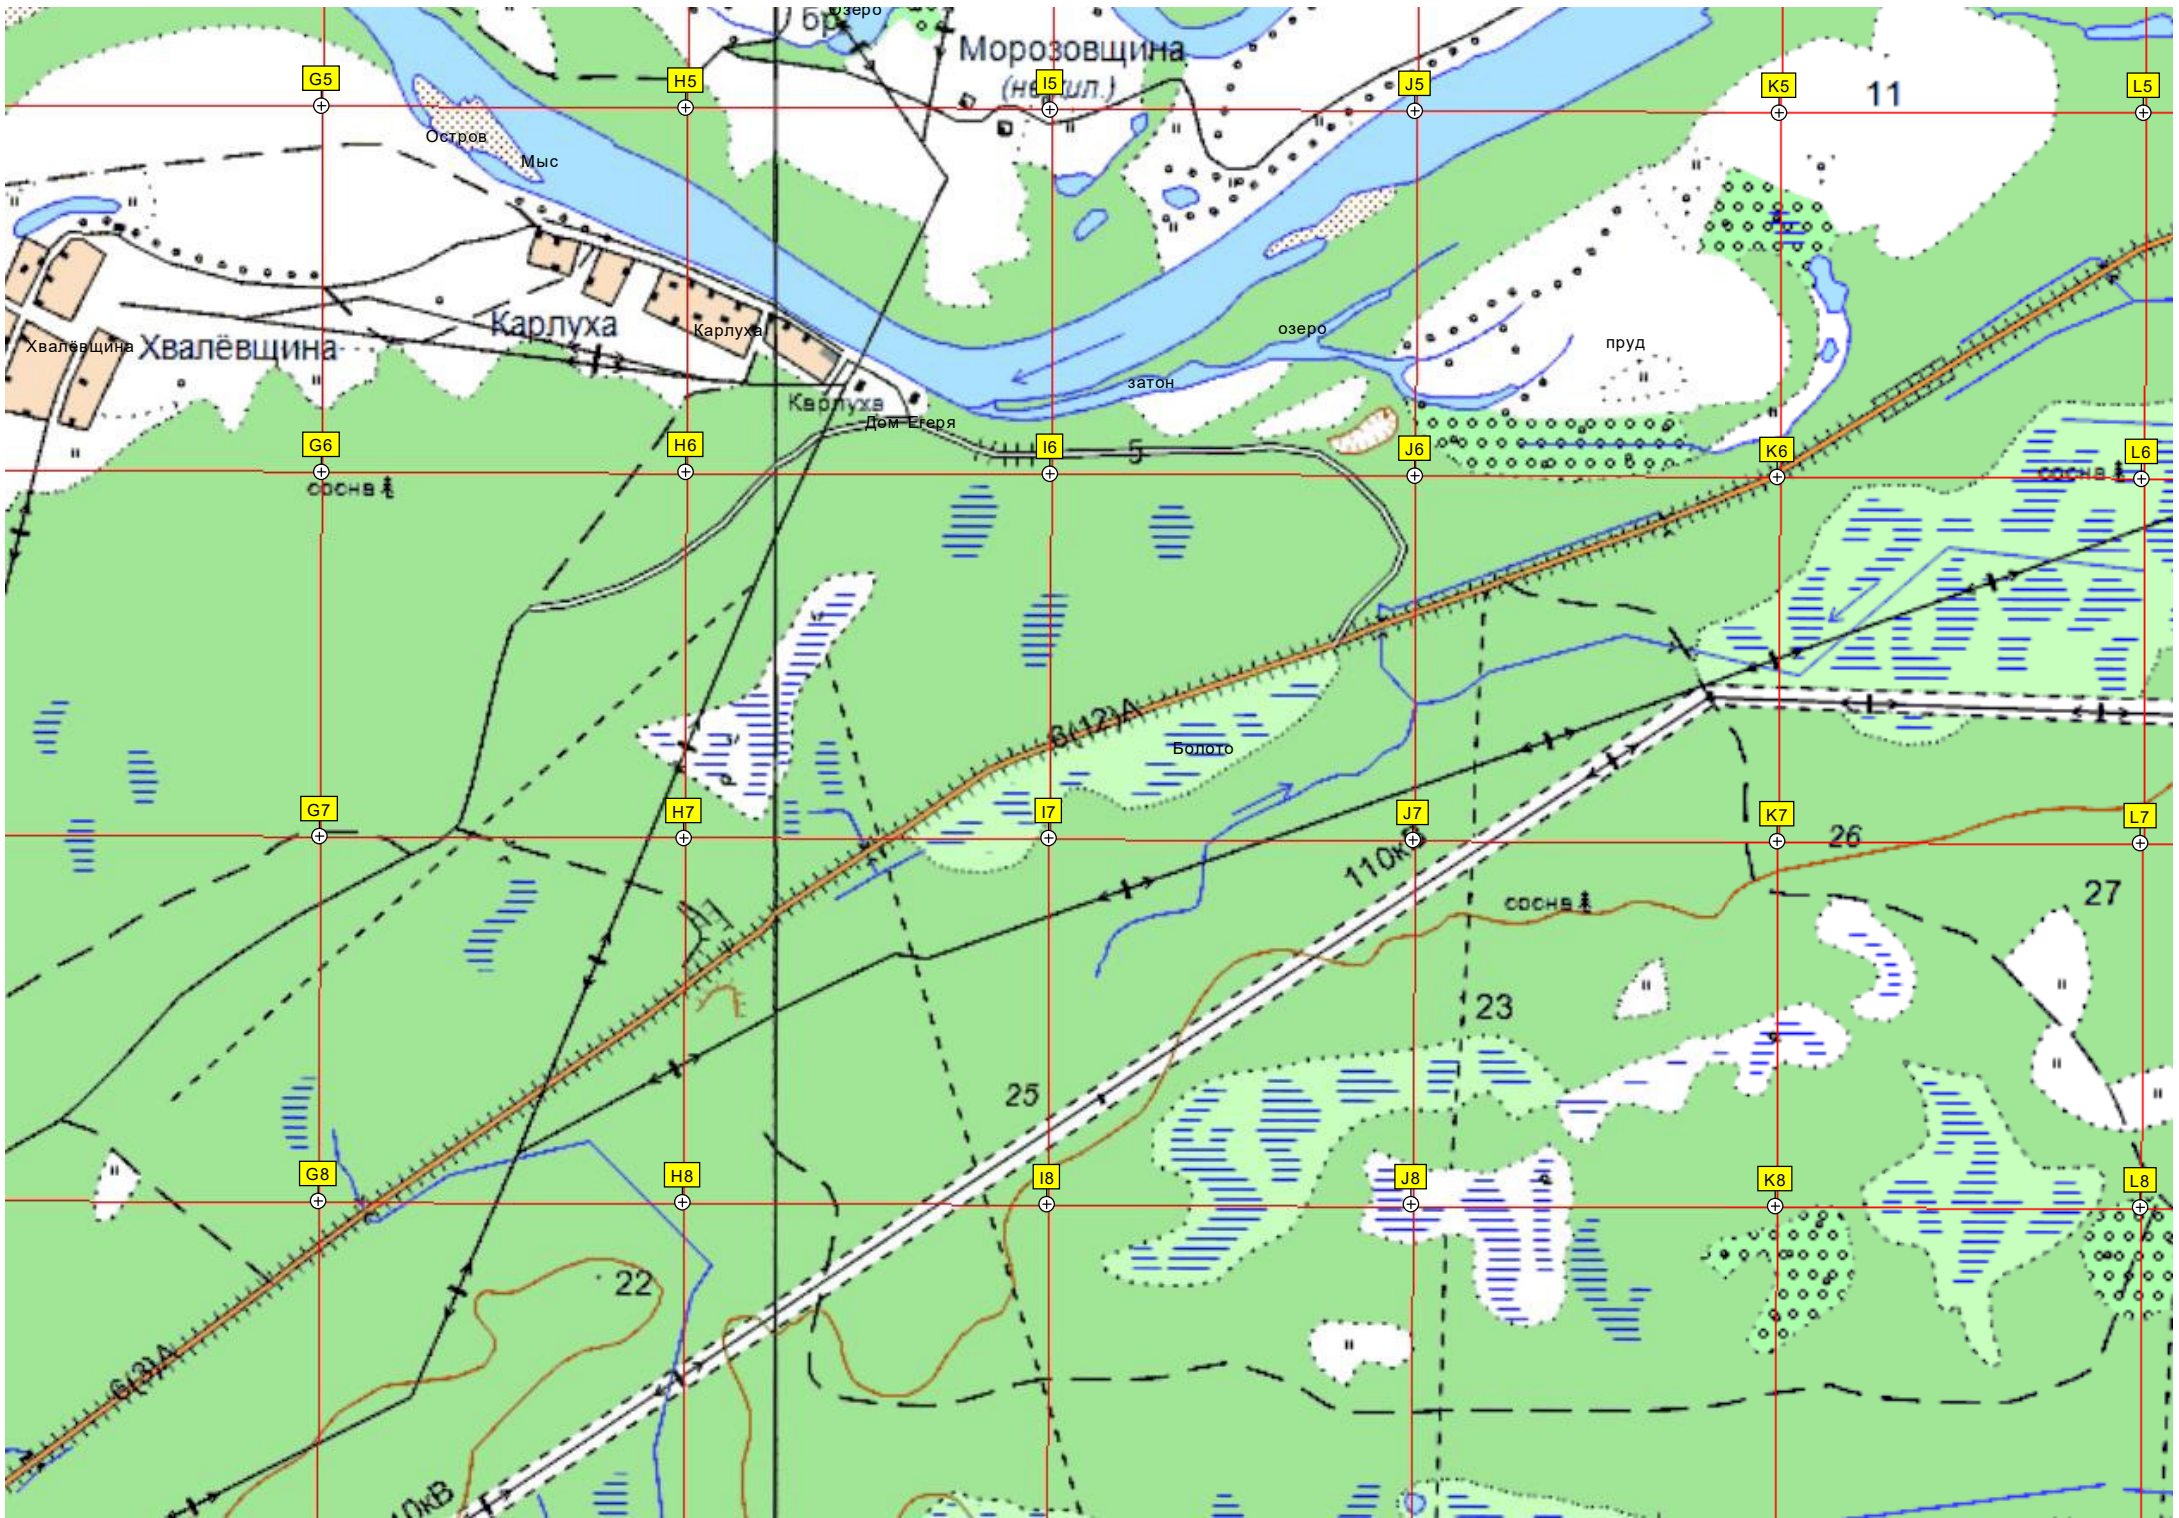 Озеро
бр
Морозовщина
(нежил.)
11
G5
H5
I5
J5
K5
L5
Остров
Мыс
Карлуха
Карлуха
Хвалёвщина
Хвалёвщина
озеро
пруд
затон
Карлуха
Дом Егеря
5
G6
H6
I6
J6
K6
L6
сосна
сосна
6(12)А
Болото
G7
H7
I7
J7
K7
L7
26
110кВ
сосна
27
23
25
G8
H8
I8
J8
K8
L8
22
6(3)А
10кВ